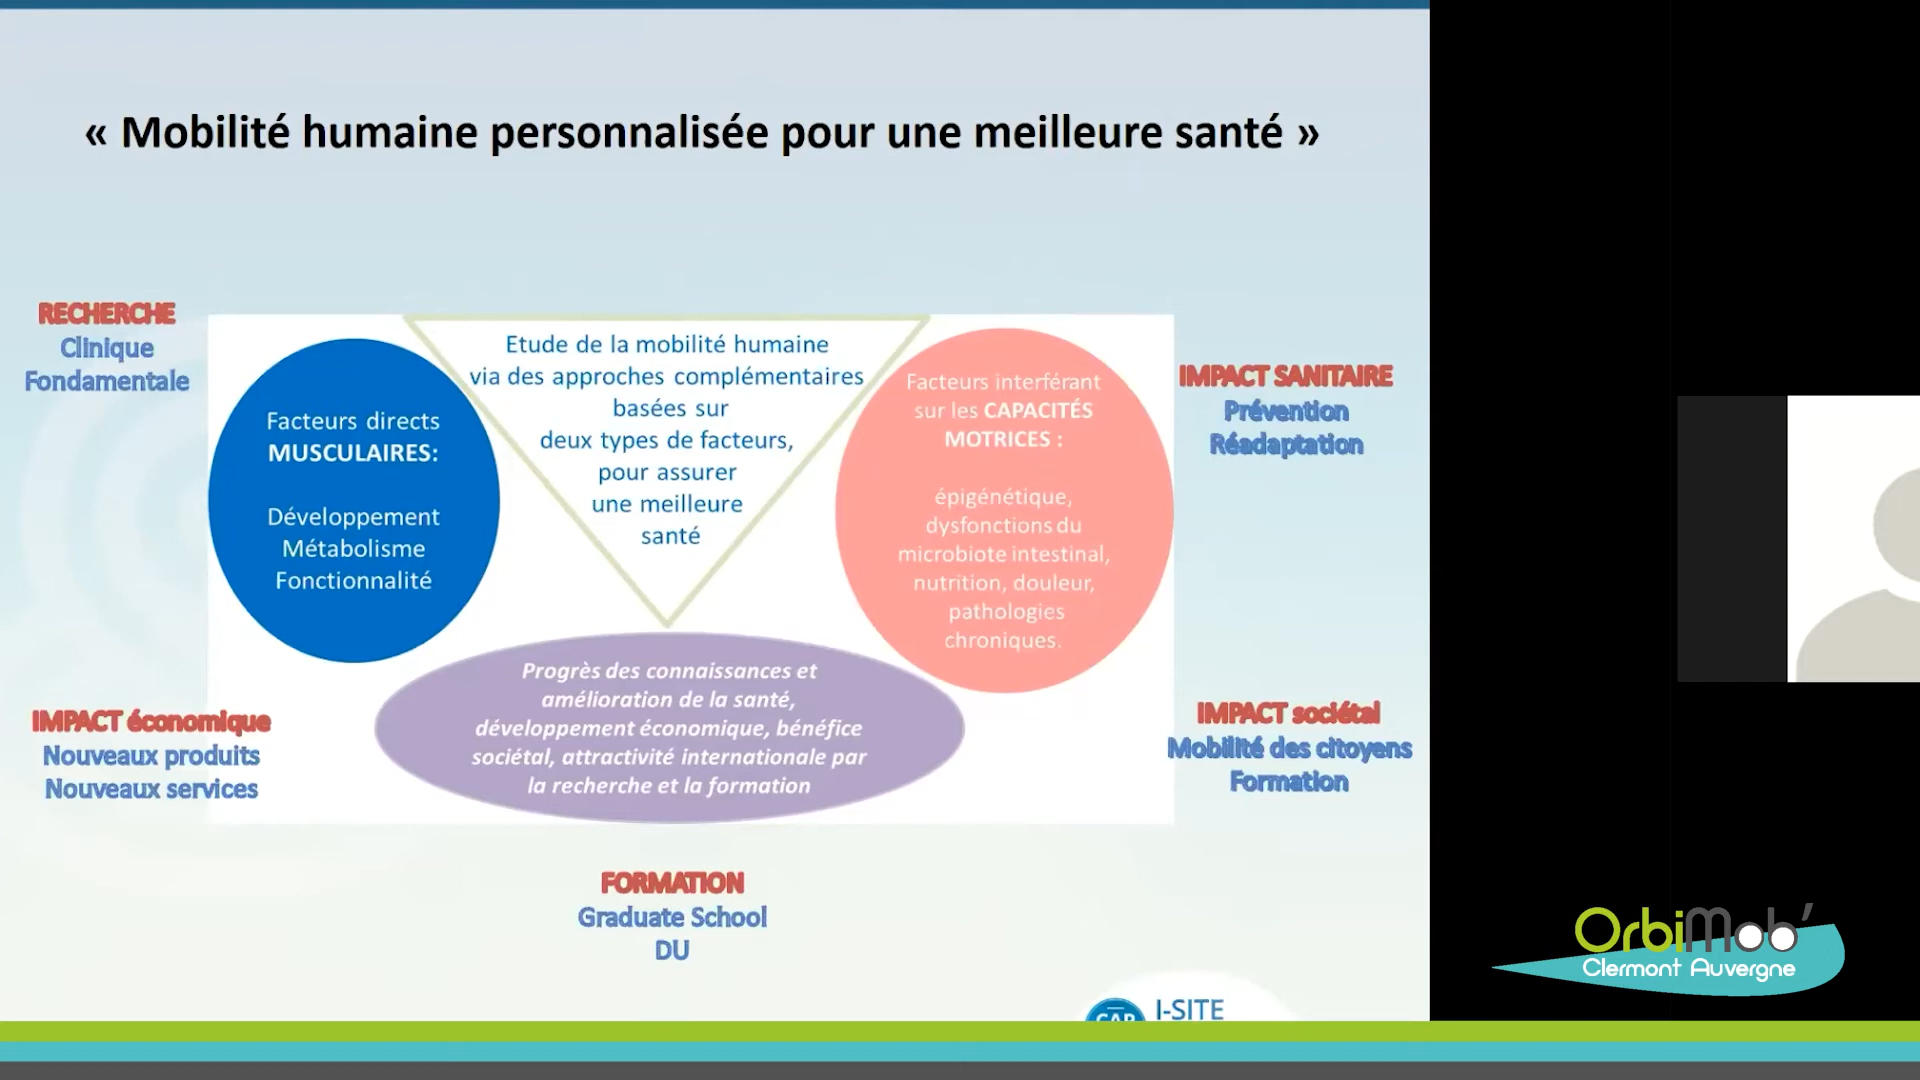 « Mobilité humaine personnalisée pour une meilleure santé »
RECHERCHE
Clinique
Fondamentale
Facteurs directs
MUSCULAIRES:
Développement
Métabolisme
Fonctionnalité
Etude de la mobilité humaine
via des approches complémentaires
basées sur
deux types de facteurs,
pour assurer
une meilleure
santé
Facteurs interférant
sur les CAPACITÉS
MOTRICES :
épigénétique,
dysfonctions du
microbiote intestinal,
nutrition, douleur,
pathologies
chroniques.
IMPACT SANITAIRE
Prévention
Réadaptation
IMPACT économique
Nouveaux produits
Nouveaux services
Progrès des connaissances et
amélioration de la santé,
développement économique, bénéfice
sociétal, attractivité internationale par
la recherche et la formation
IMPACT sociétal
Mobilité des citoyens
Formation
FORMATION
Graduate School
DU
CAP
I-SITE
OrbiMob'
Clermont Auvergne